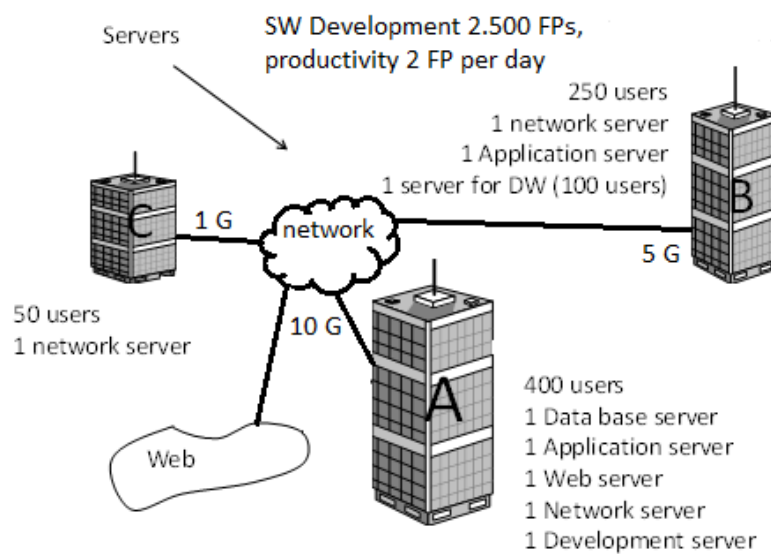 Servers
SW Development 2.500 FPs,
productivity 2 FP per day
250 users
1 network server
1 Application server
1 server for DW (100 users)
B
C
1 G
network
5 G
50 users
1 network server
10 G
A
400 users
1 Data base server
1 Application server
1 Web server
1 Network server
1 Development server
Web